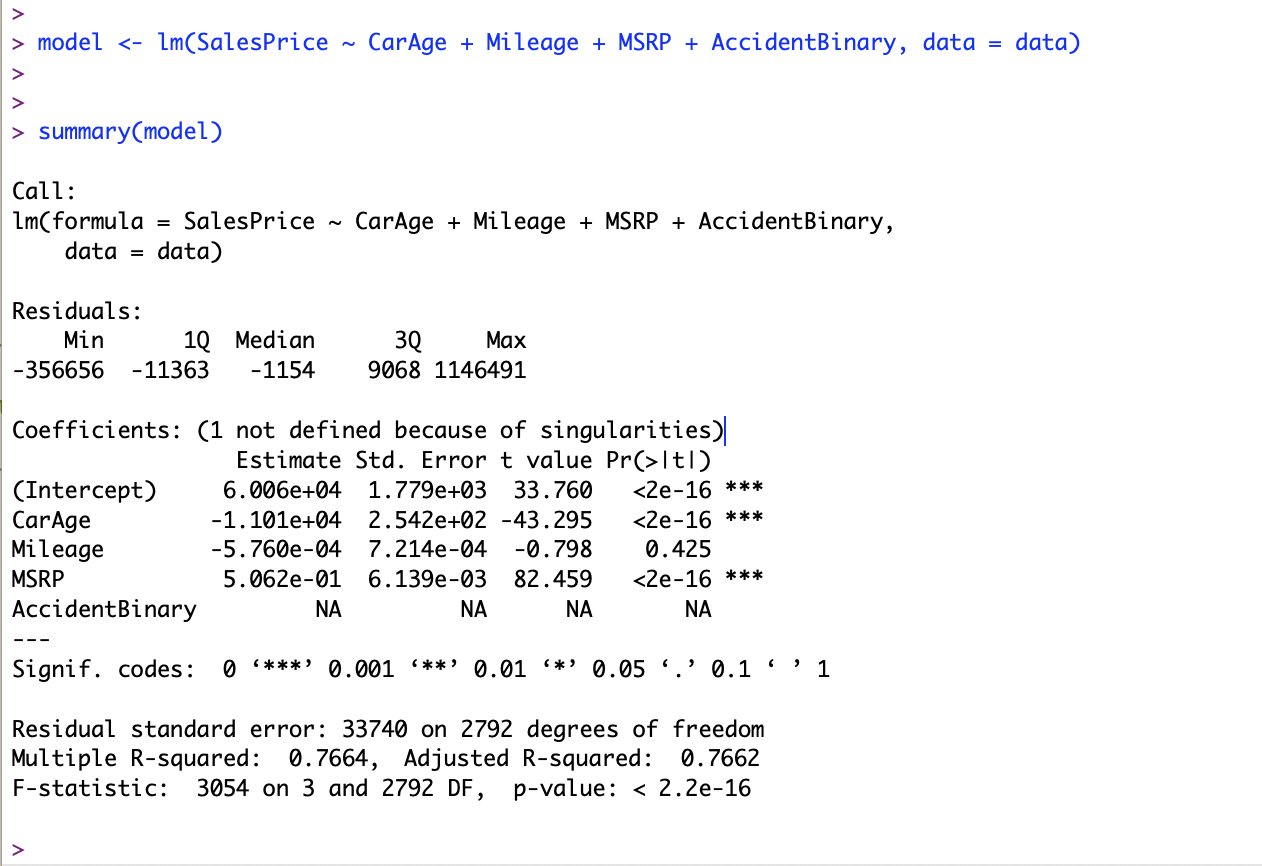 >
> model <- lm(SalesPrice ~ CarAge + Mileage + MSRP + AccidentBinary, data = data)
>
>
> summary(model)
Call:
lm(formula = SalesPrice ~ CarAge + Mileage + MSRP + AccidentBinary,
    data = data)
Residuals:
    Min      1Q  Median      3Q     Max
-356656  -11363   -1154    9068 1146491
Coefficients: (1 not defined because of singularities)
                 Estimate Std. Error t value Pr(>|t|)
(Intercept)     6.006e+04  1.779e+03  33.760   <2e-16 ***
CarAge         -1.101e+04  2.542e+02 -43.295   <2e-16 ***
Mileage        -5.760e-04  7.214e-04  -0.798    0.425
MSRP            5.062e-01  6.139e-03  82.459   <2e-16 ***
AccidentBinary         NA         NA      NA       NA
---
Signif. codes:  0 ‘***’ 0.001 ‘**’ 0.01 ‘*’ 0.05 ‘.’ 0.1 ‘ ’ 1
Residual standard error: 33740 on 2792 degrees of freedom
Multiple R-squared:  0.7664,	Adjusted R-squared:  0.7662
F-statistic:  3054 on 3 and 2792 DF,  p-value: < 2.2e-16
>